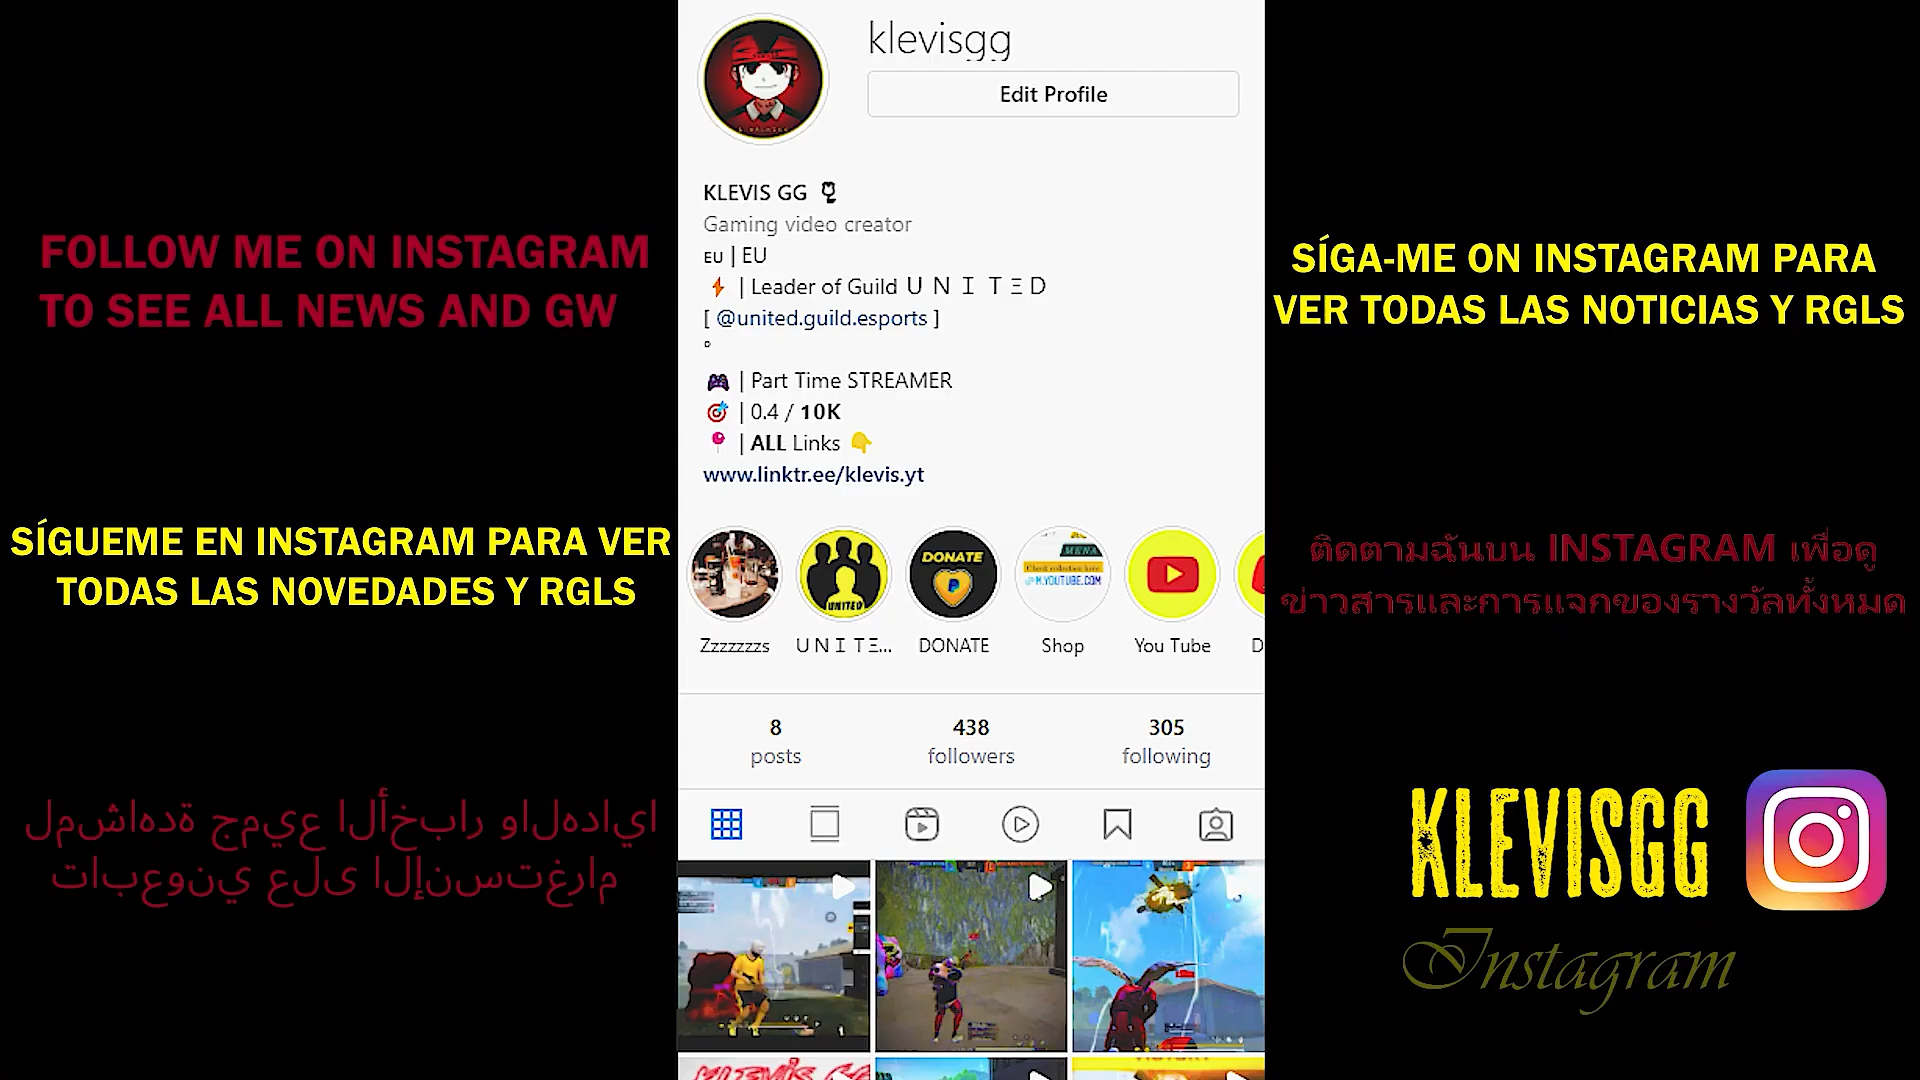 FOLLOW ME ON INSTAGRAM
TO SEE ALL NEWS AND GW
SÍGUEME EN INSTAGRAM PARA VER
TODAS LAS NOVEDADES Y RGLS
لمشاهدة جميع الأخبار والهدايا
تابعوني على الإنستغرام
klevisgg
Edit Profile
KLEVIS GG
Gaming video creator
EU | EU
⚡ | Leader of Guild U N I T Ξ D
[ @united.guild.esports ]
°
🎮 | Part Time STREAMER
🎯 | 0.4 / 10K
📍 | ALL Links 👇
www.linktr.ee/klevis.yt
UNITED
DONATE
MENA
M.YOUTUBE.COM
Zzzzzzzs
U N I T Ξ...
DONATE
Shop
You Tube
D
8
438
305
posts
followers
following
KLEVIS GG
SÍGA-ME ON INSTAGRAM PARA
VER TODAS LAS NOTICIAS Y RGLS
ติดตามฉันบน INSTAGRAM เพื่อดู
ข่าวสารและการแจกของรางวัลทั้งหมด
KLEVISGG
Instagram